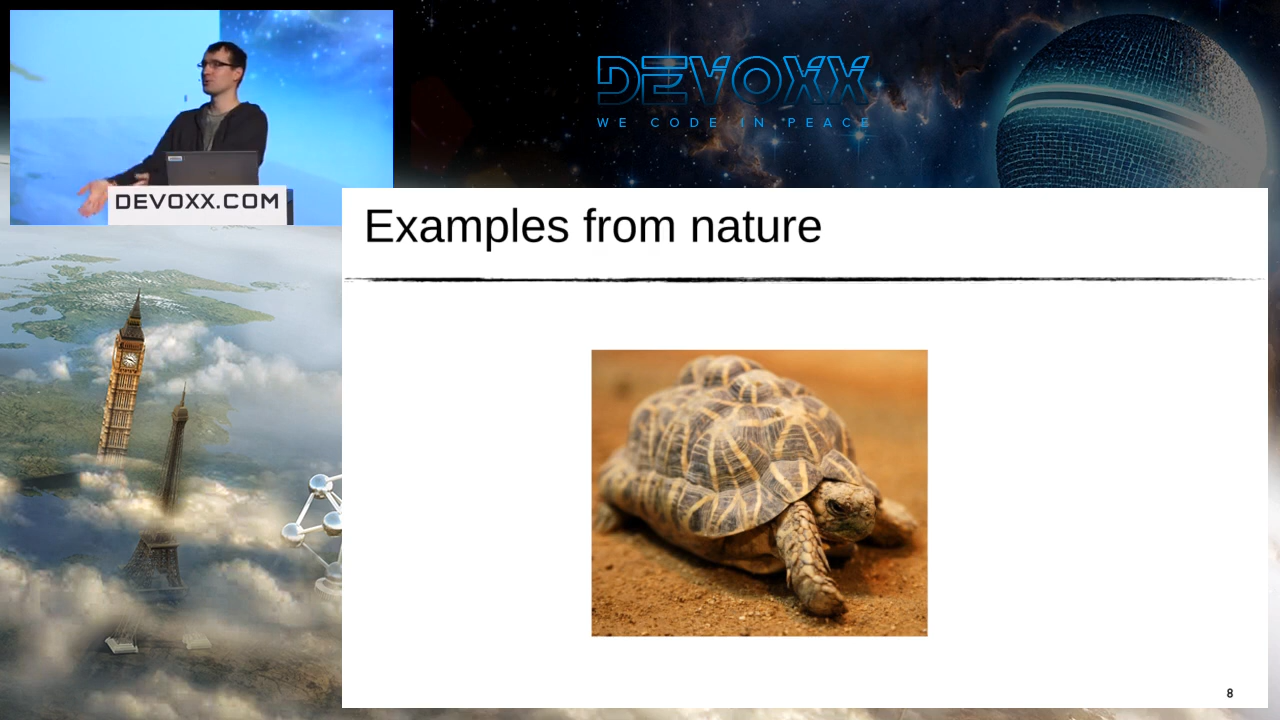 DEVOXX
WE CODE IN PEACE
DEVOXX.COM
Examples from nature
8